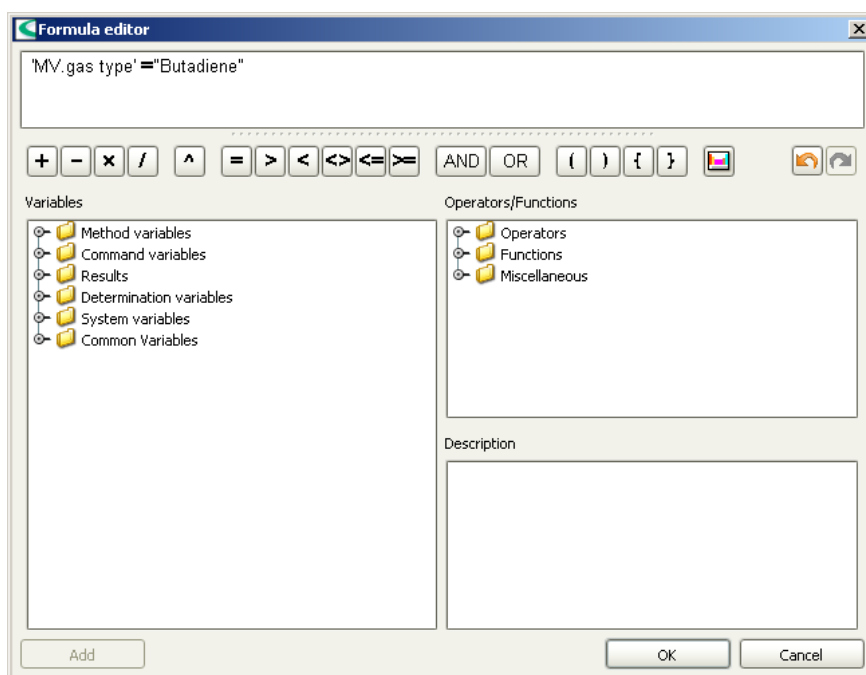 Formula editor
'MV.gas type' ="Butadiene"
+ − × / ^ = > < <> <= >= AND OR ( ) { }
Variables
Operators/Functions
Method variables
Command variables
Results
Determination variables
System variables
Common Variables
Operators
Functions
Miscellaneous
Description
Add
OK
Cancel